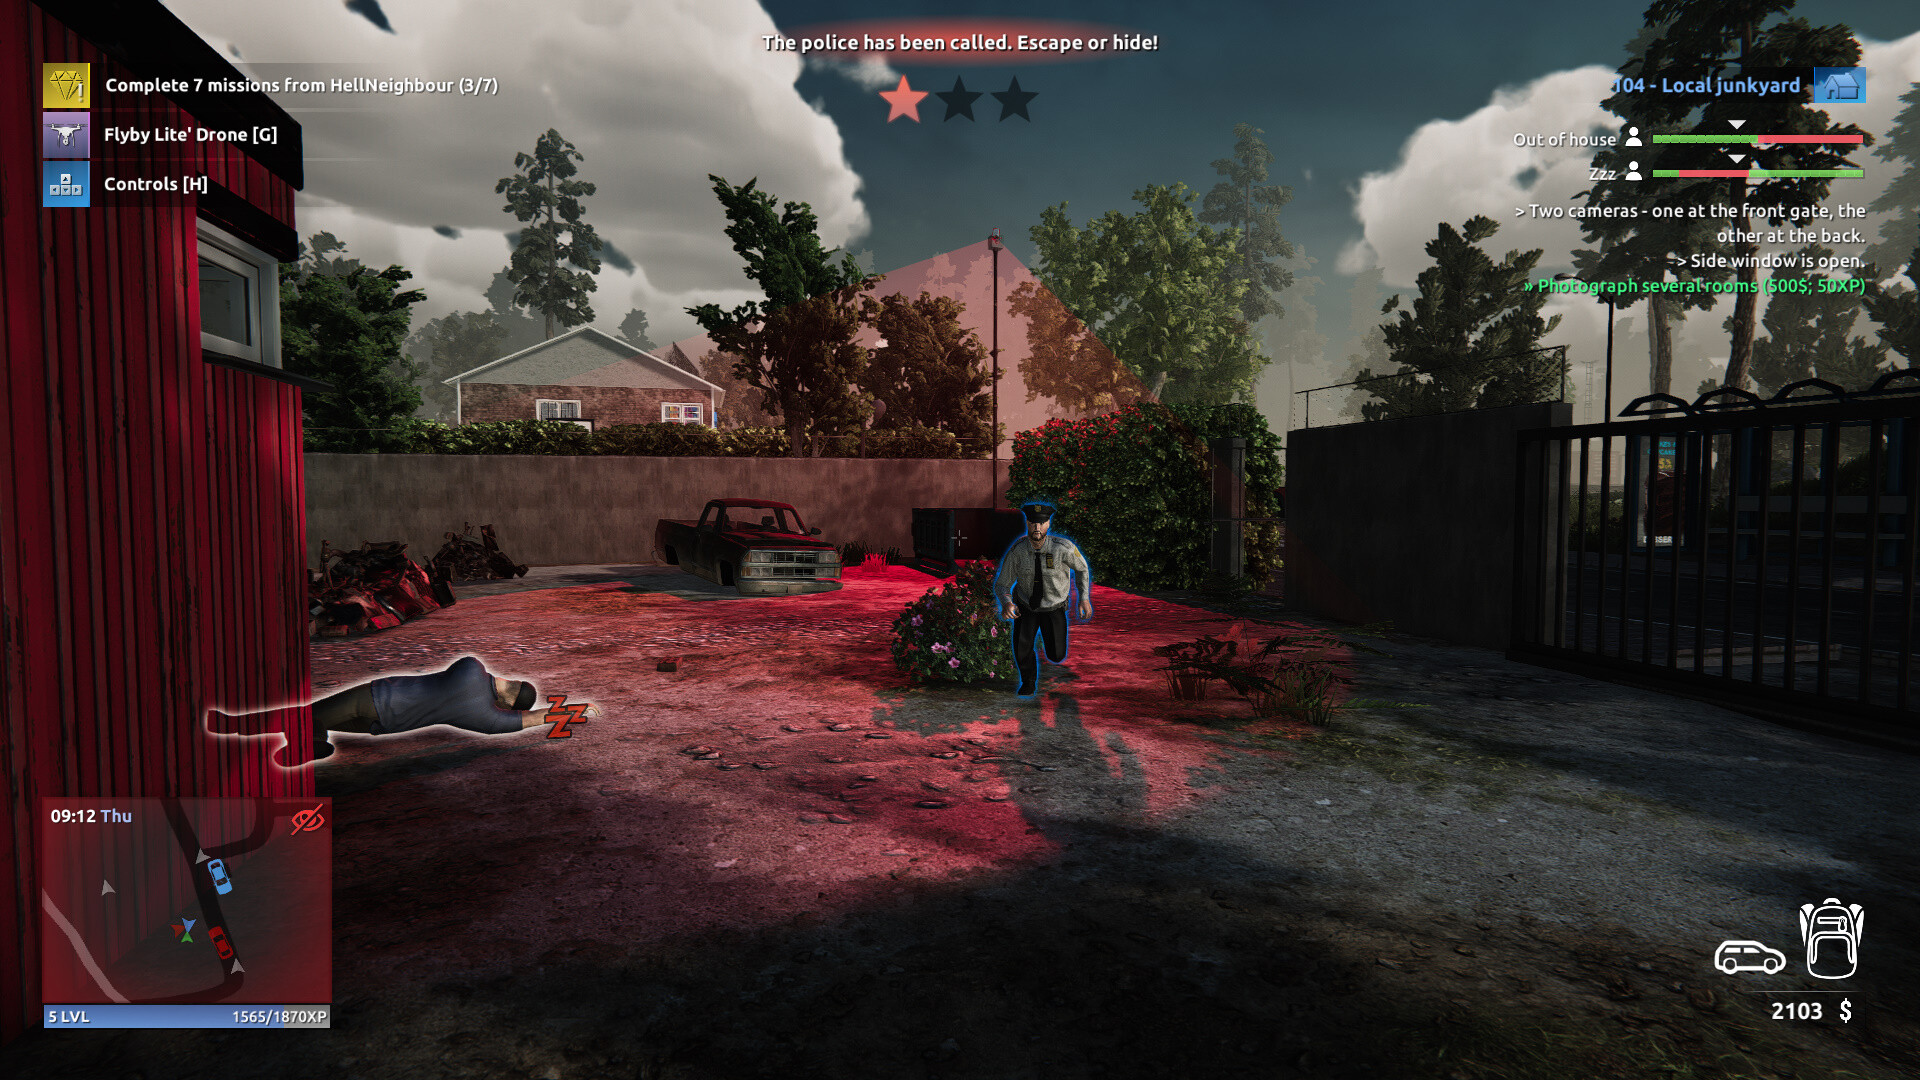 The police has been called. Escape or hide!
Complete 7 missions from HellNeighbour (3/7)
1
Flyby Lite' Drone [G]
Controls [H]
104 - Local junkyard
Out of house
Zzz
> Two cameras - one at the front gate, the
other at the back.
> Side window is open.
» Photograph several rooms (500$; 50XP)
ZZZ
09:12 Thu
5 LVL 1565/1870XP
2103 $